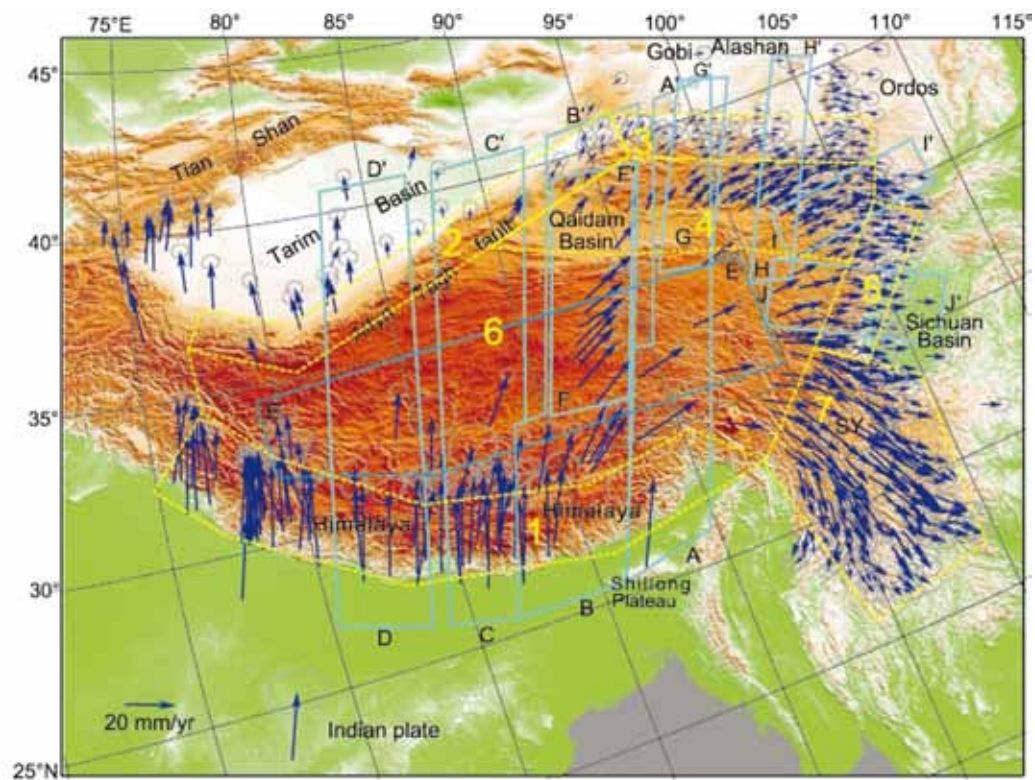 75°E 80° 85° 90° 95° 100° 105° 110° 115°
45°
40°
35°
30°
25°N
Gobi Alashan H'
G'
A'
Ordos
B'
I'
C'
Tian Shan
D'
Basin
Tarim
3
E'
Qaidam
Basin
2
fault
4
G
I
E
H
5
J
J'
Sichuan
Basin
6
F
E
7
SY
Himalaya
1
Himalaya
A
Shillong
Plateau
B
C
D
20 mm/yr
Indian plate